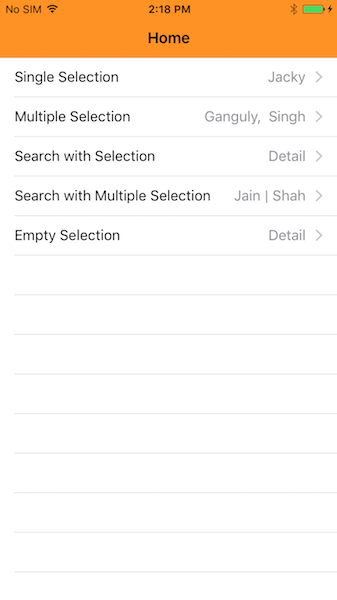 No SIM 2:18 PM
Home
Single Selection Jacky
Multiple Selection Ganguly, Singh
Search with Selection Detail
Search with Multiple Selection Jain | Shah
Empty Selection Detail